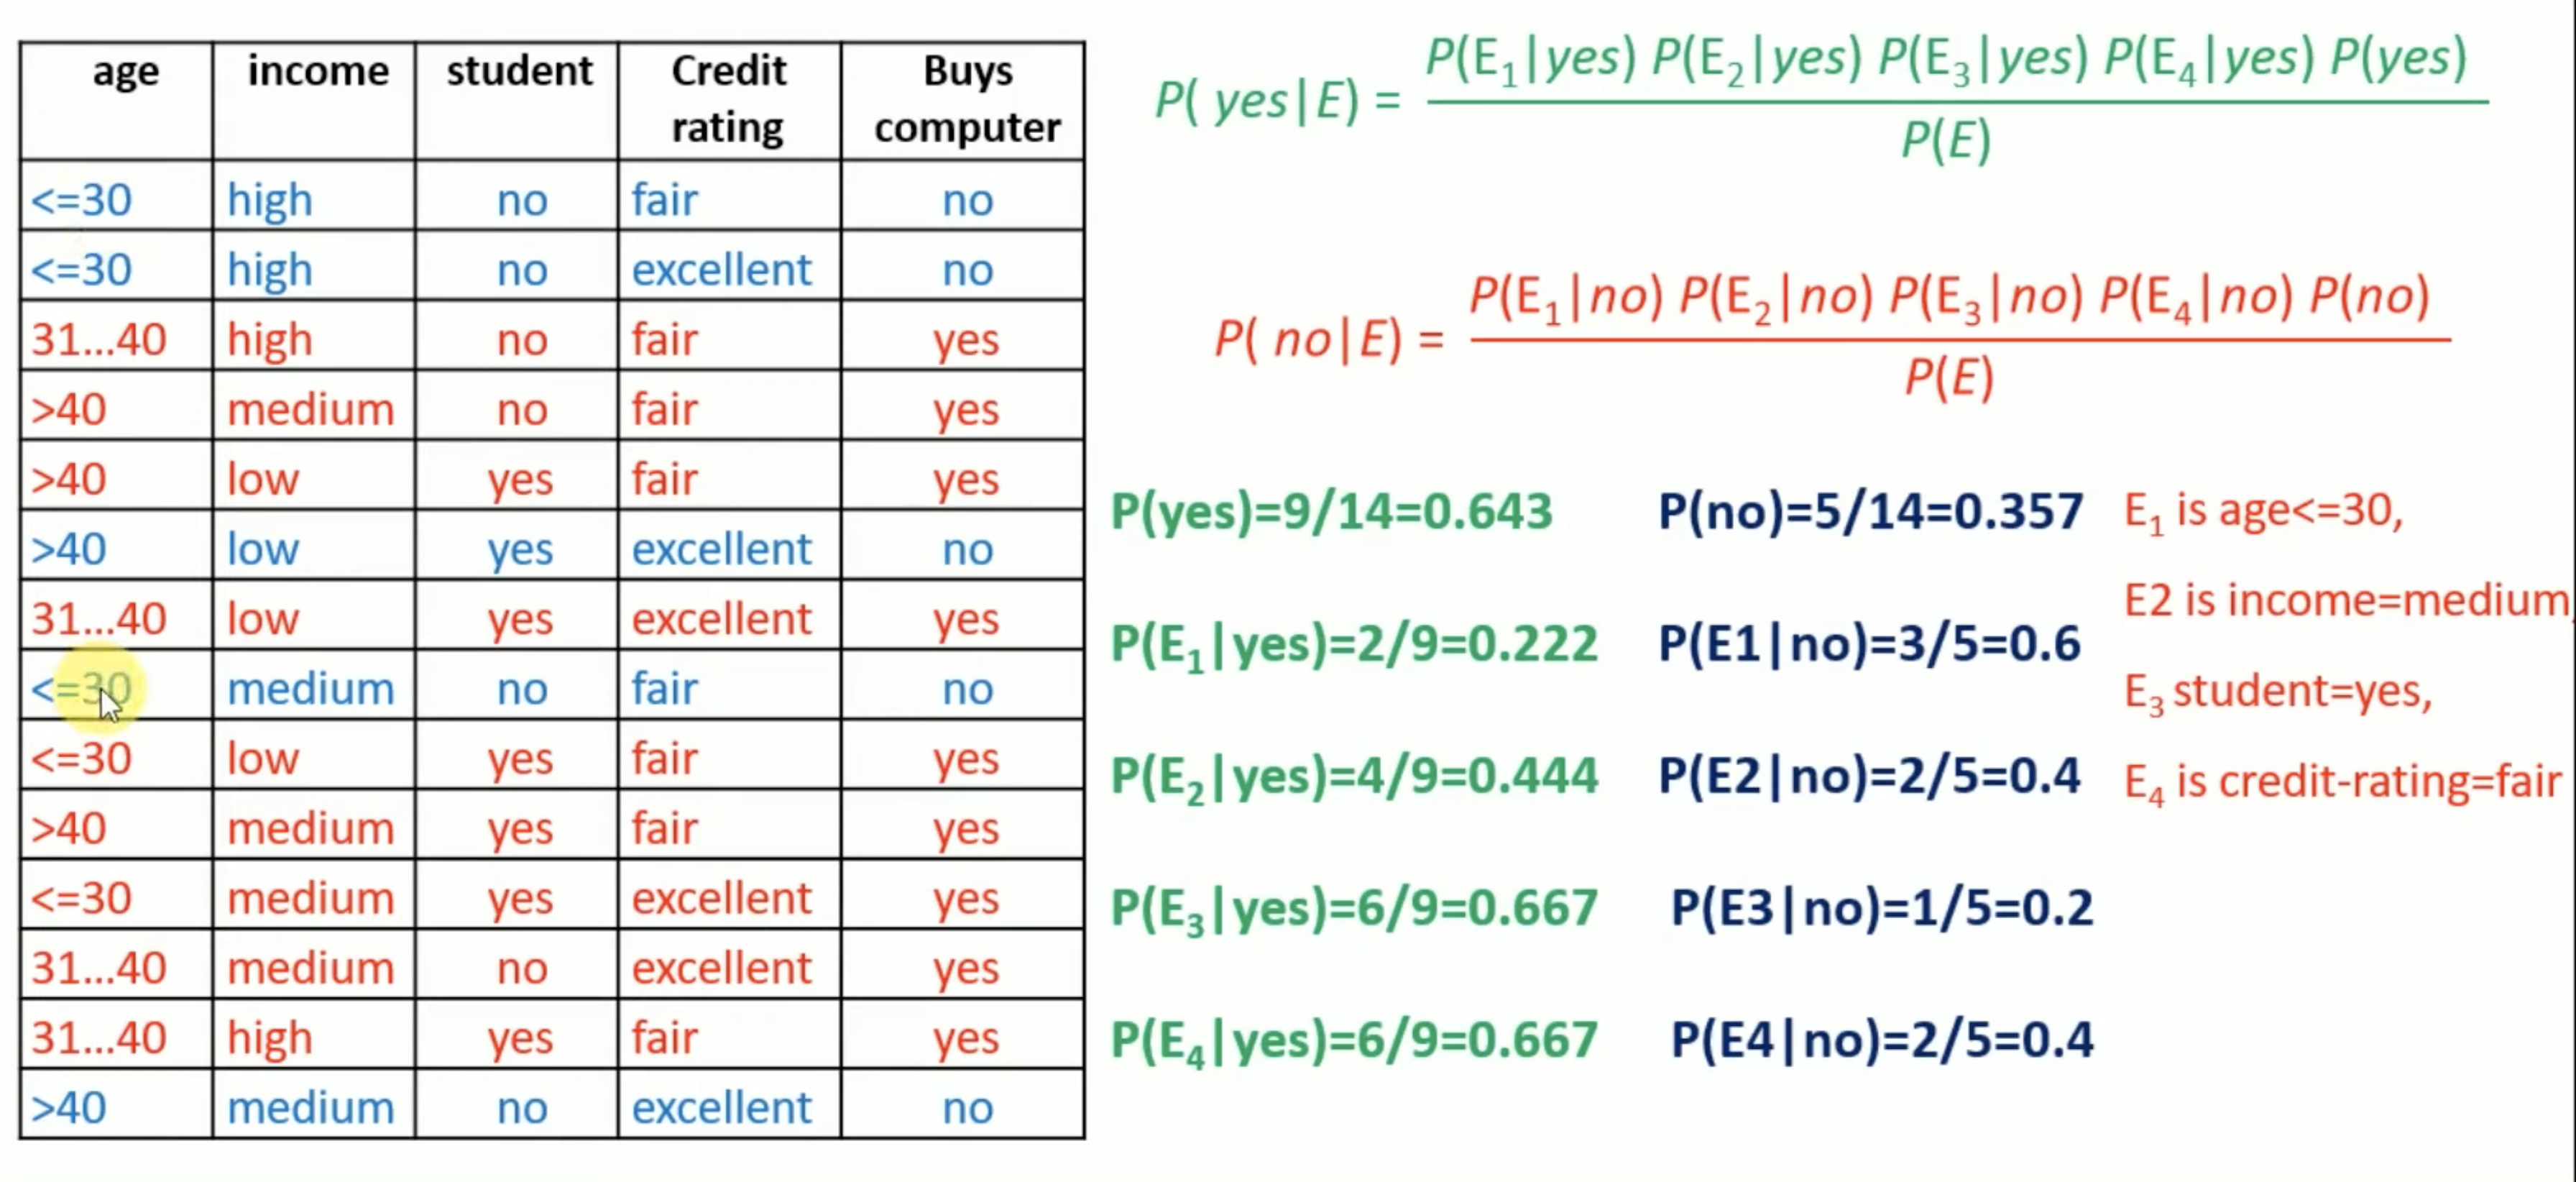 age income student Credit rating Buys computer
<=30 high no fair no
<=30 high no excellent no
31...40 high no fair yes
>40 medium no fair yes
>40 low yes fair yes
>40 low yes excellent no
31...40 low yes excellent yes
<=30 medium no fair no
<=30 low yes fair yes
>40 medium yes fair yes
<=30 medium yes excellent yes
31...40 medium no excellent yes
31...40 high yes fair yes
>40 medium no excellent no
P(E₁|yes) P(E₂|yes) P(E₃|yes) P(E₄|yes) P(yes)
P( yes|E) =
P(E)
P(E₁|no) P(E₂|no) P(E₃|no) P(E₄|no) P(no)
P( no|E) =
P(E)
P(yes)=9/14=0.643 P(no)=5/14=0.357 E₁ is age<=30,
P(E₁|yes)=2/9=0.222 P(E1|no)=3/5=0.6 E2 is income=medium,
P(E₂|yes)=4/9=0.444 P(E2|no)=2/5=0.4 E₃ student=yes,
P(E₃|yes)=6/9=0.667 P(E3|no)=1/5=0.2 E₄ is credit-rating=fair
P(E₄|yes)=6/9=0.667 P(E4|no)=2/5=0.4